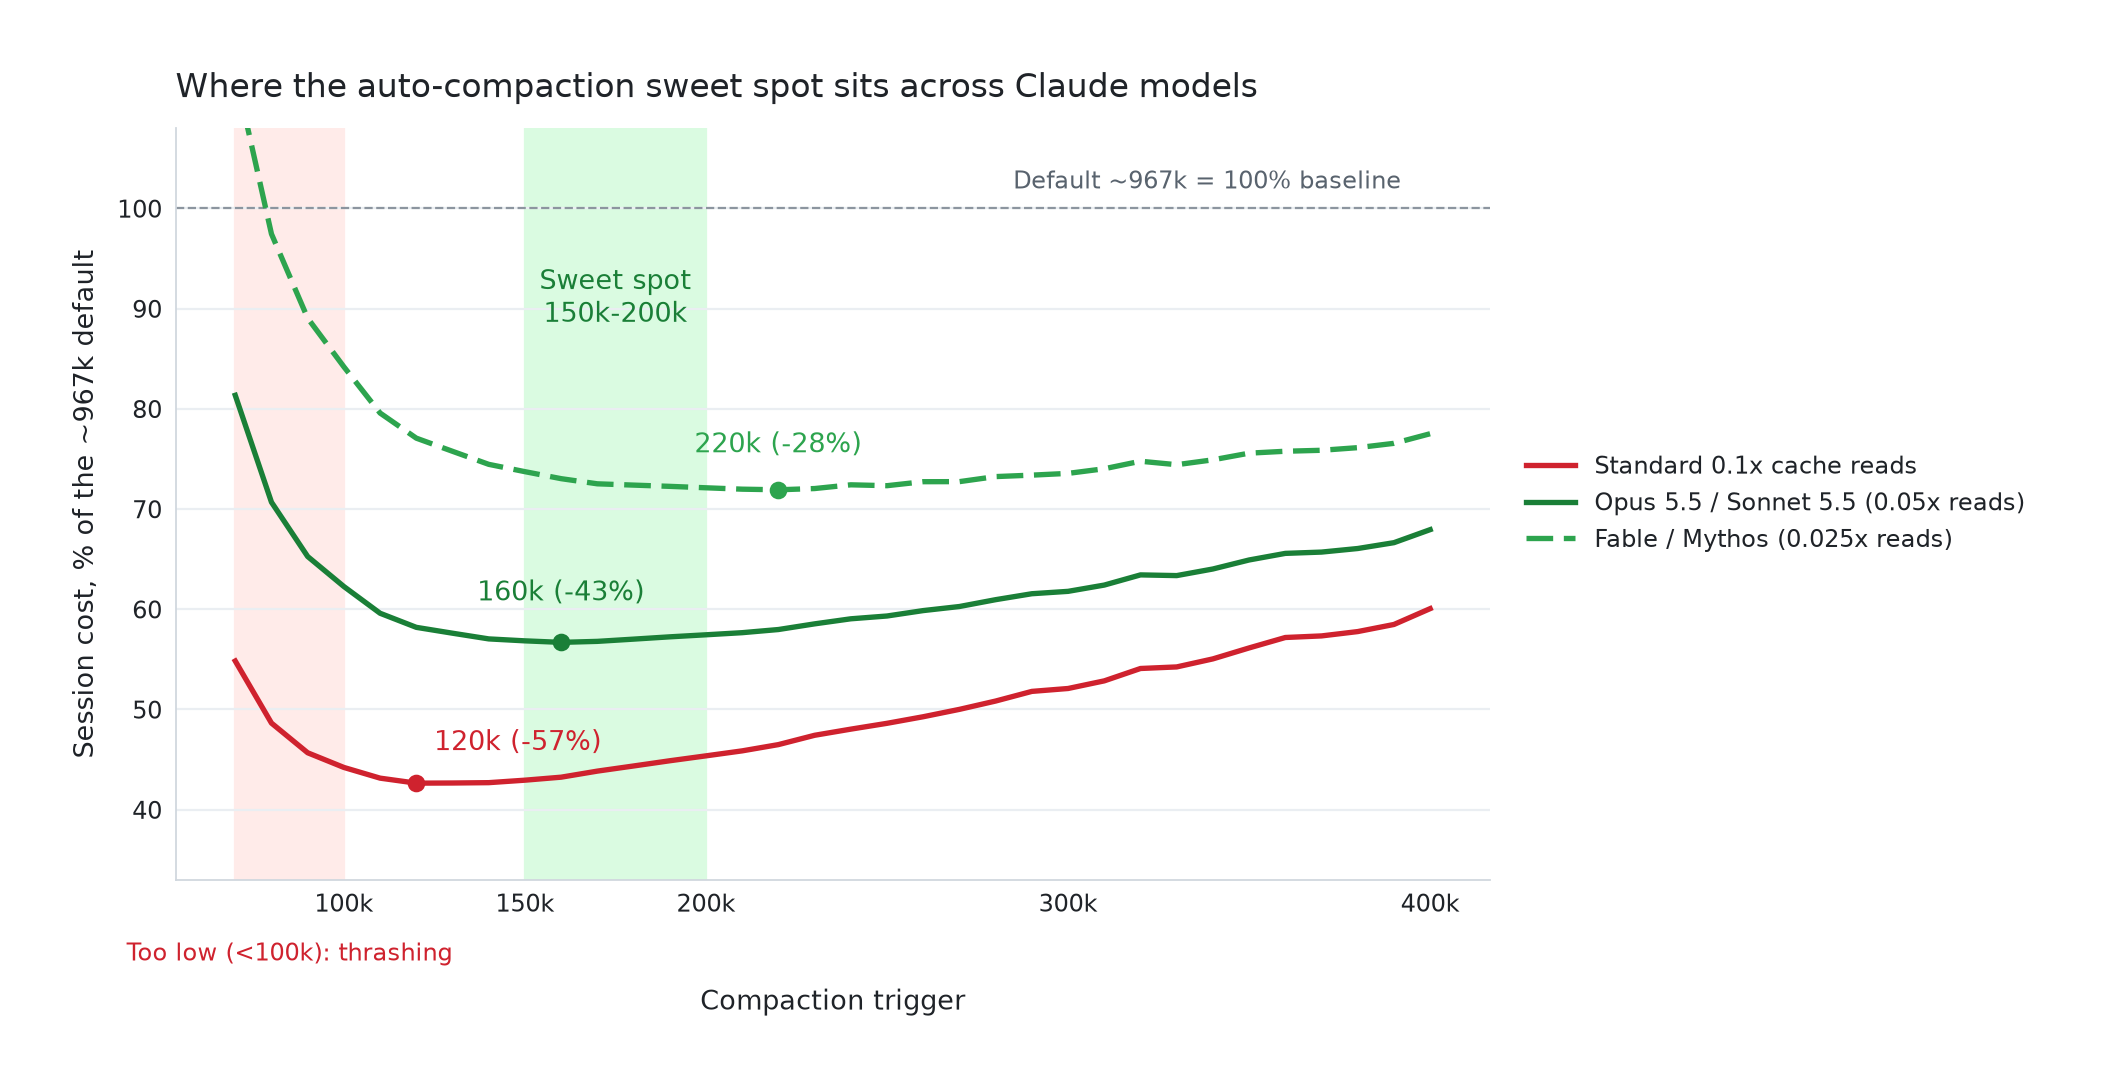 Where the auto-compaction sweet spot sits across Claude models
Default ~967k = 100% baseline
Session cost, % of the ~967k default
100
90
80
70
60
50
40
Sweet spot
150k-200k
220k (-28%)
160k (-43%)
120k (-57%)
Standard 0.1x cache reads
Opus 5.5 / Sonnet 5.5 (0.05x reads)
Fable / Mythos (0.025x reads)
100k
150k
200k
300k
400k
Too low (<100k): thrashing
Compaction trigger